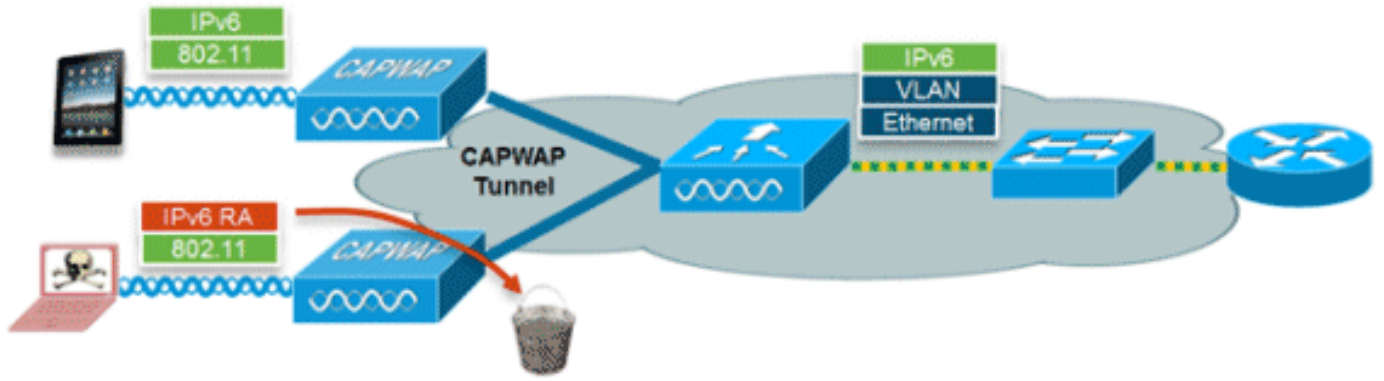 IPv6
802.11
CAPWAP
IPv6
VLAN
Ethernet
CAPWAP
Tunnel
IPv6 RA
802.11
CAPWAP